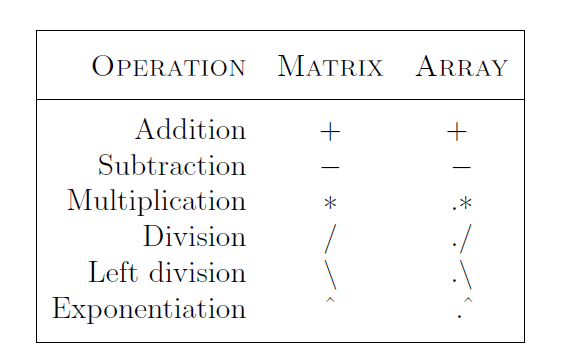 OPERATION MATRIX ARRAY
Addition + +
Subtraction − −
Multiplication * .*
Division / ./
Left division \ .\
Exponentiation ^ .^